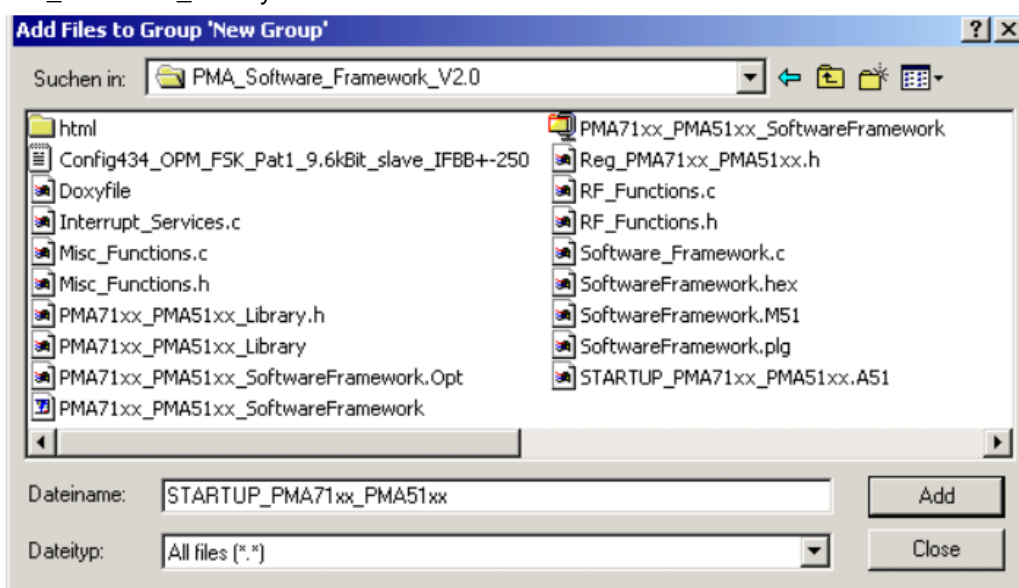 Add Files to Group 'New Group'
Suchen in: PMA_Software_Framework_V2.0
html
Config434_OPM_FSK_Pat1_9.6kBit_slave_IFBB+-250
Doxyfile
Interrupt_Services.c
Misc_Functions.c
Misc_Functions.h
PMA71xx_PMA51xx_Library.h
PMA71xx_PMA51xx_Library
PMA71xx_PMA51xx_SoftwareFramework.Opt
PMA71xx_PMA51xx_SoftwareFramework
PMA71xx_PMA51xx_SoftwareFramework
Reg_PMA71xx_PMA51xx.h
RF_Functions.c
RF_Functions.h
Software_Framework.c
SoftwareFramework.hex
SoftwareFramework.M51
SoftwareFramework.plg
STARTUP_PMA71xx_PMA51xx.A51
Dateiname: STARTUP_PMA71xx_PMA51xx Add
Dateityp: All files (*.*) Close